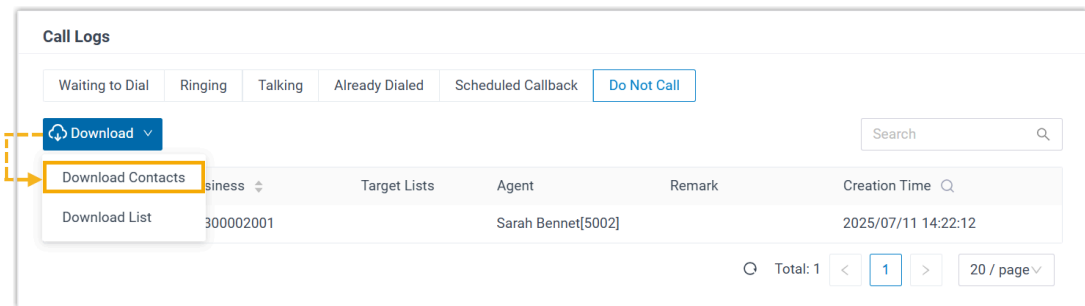 Call Logs
Waiting to Dial Ringing Talking Already Dialed Scheduled Callback Do Not Call
Download Search
Download Contacts
siness Target Lists Agent Remark Creation Time
Download List
300002001 Sarah Bennet[5002] 2025/07/11 14:22:12
Total: 1 < 1 > 20 / page